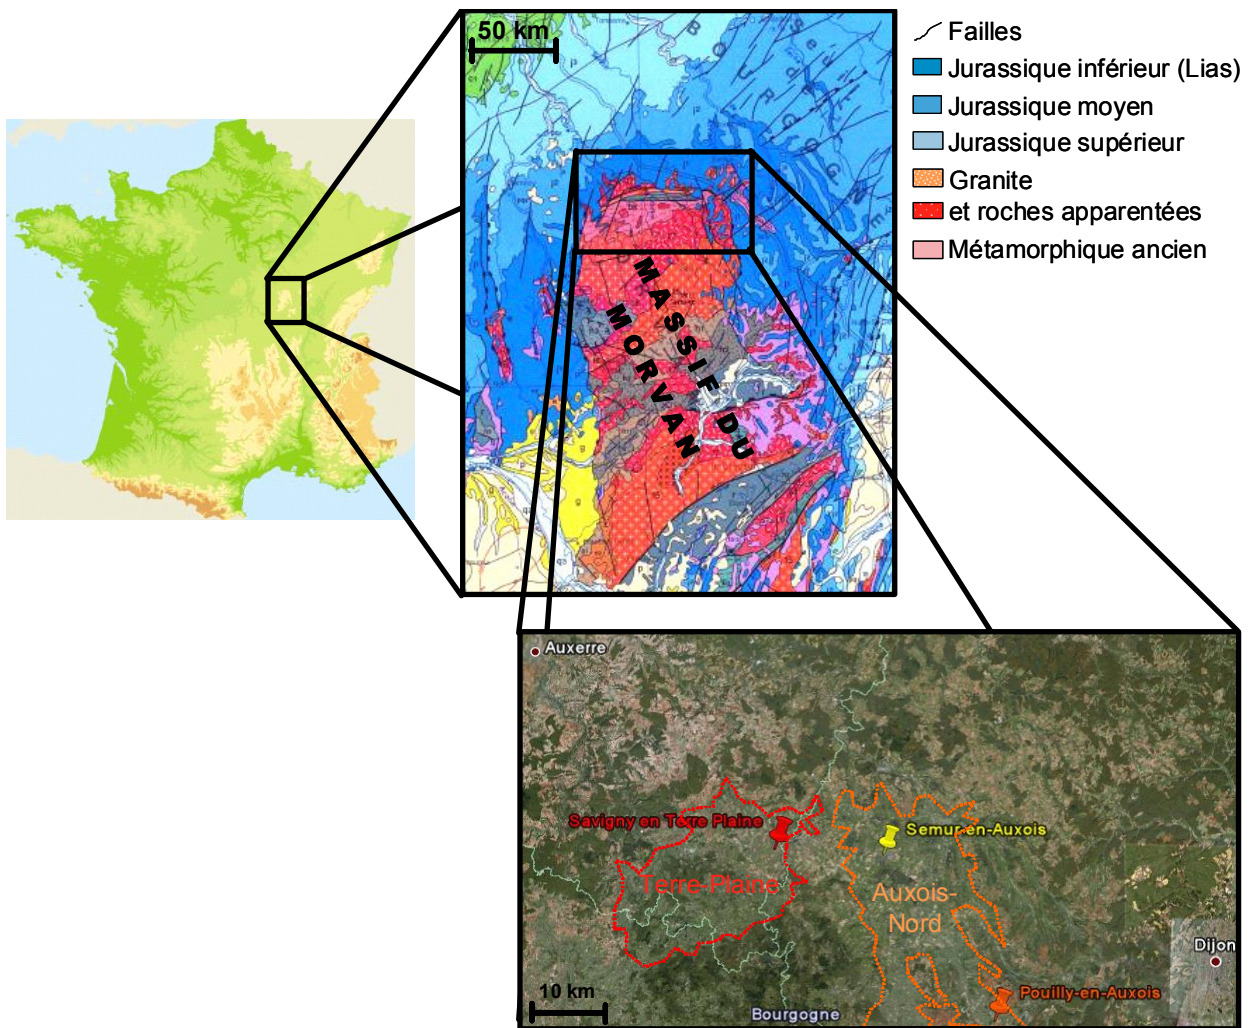 50 km
Failles
Jurassique inférieur (Lias)
Jurassique moyen
Jurassique supérieur
Granite
et roches apparentées
Métamorphique ancien
MASSIF DU
MORVAN
Auxerre
Savigny en Terre Plaine
Semur-en-Auxois
Terre-Plaine
Auxois-
Nord
Dijon
Pouilly-en-Auxois
10 km
Bourgogne